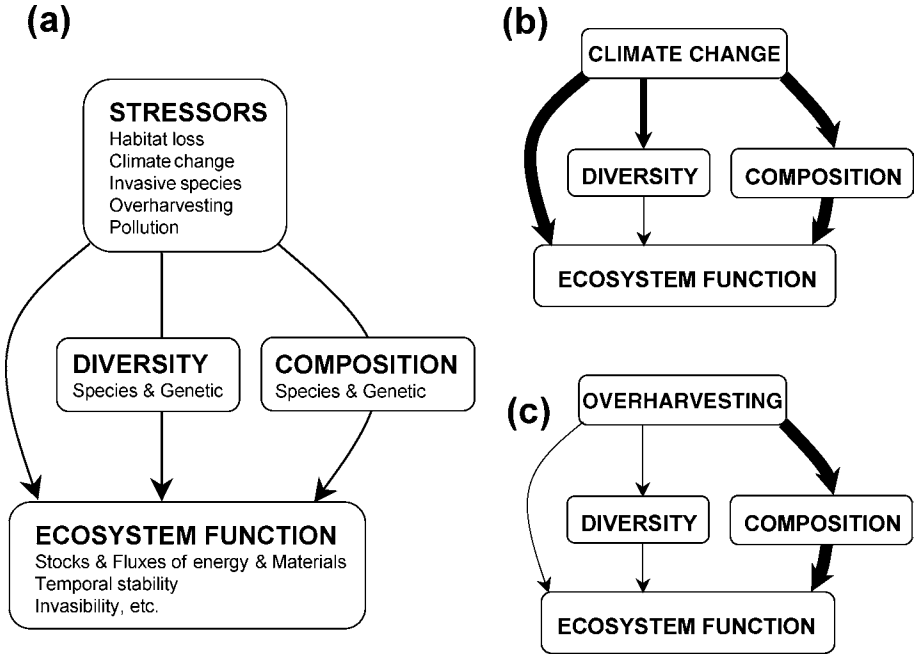 (a)
STRESSORS
Habitat loss
Climate change
Invasive species
Overharvesting
Pollution
DIVERSITY
Species & Genetic
COMPOSITION
Species & Genetic
ECOSYSTEM FUNCTION
Stocks & Fluxes of energy & Materials
Temporal stability
Invasibility, etc.
(b)
CLIMATE CHANGE
DIVERSITY
COMPOSITION
ECOSYSTEM FUNCTION
(c)
OVERHARVESTING
DIVERSITY
COMPOSITION
ECOSYSTEM FUNCTION